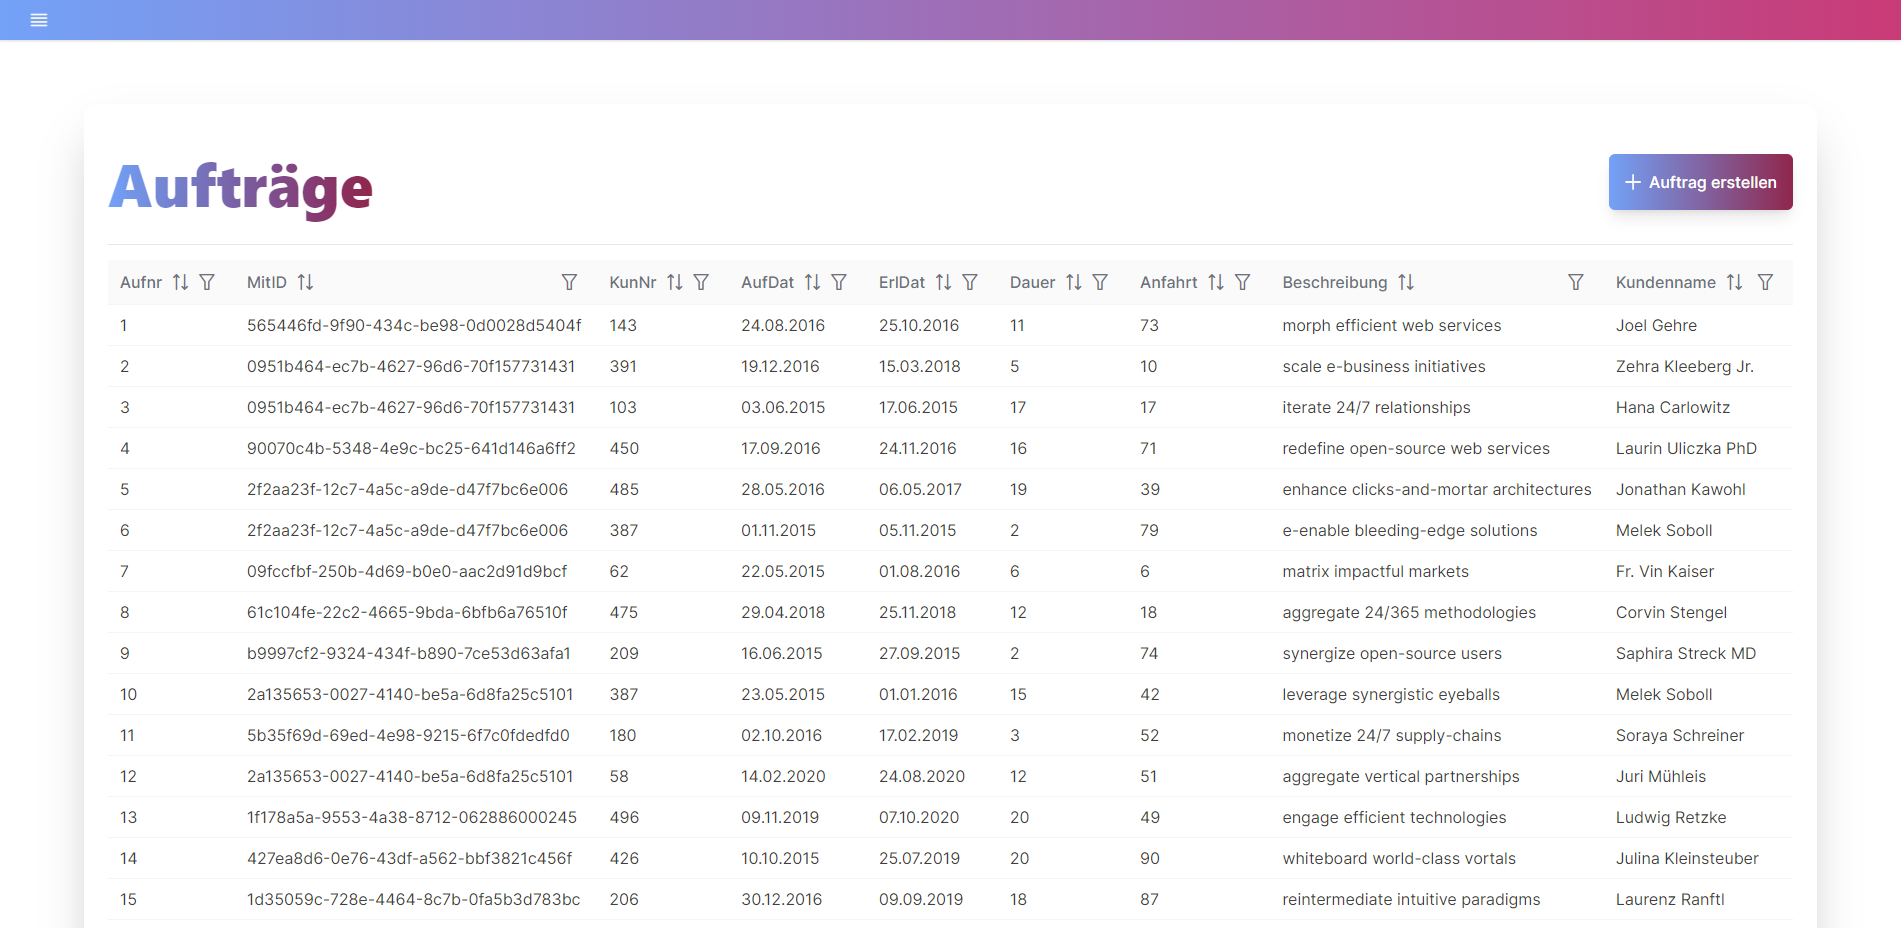 Aufträge
Auftrag erstellen
Aufnr MitID KunNr AufDat ErlDat Dauer Anfahrt Beschreibung Kundenname
1 565446fd-9f90-434c-be98-0d0028d5404f 143 24.08.2016 25.10.2016 11 73 morph efficient web services Joel Gehre
2 0951b464-ec7b-4627-96d6-70f157731431 391 19.12.2016 15.03.2018 5 10 scale e-business initiatives Zehra Kleeberg Jr.
3 0951b464-ec7b-4627-96d6-70f157731431 103 03.06.2015 17.06.2015 17 17 iterate 24/7 relationships Hana Carlowitz
4 90070c4b-5348-4e9c-bc25-641d146a6ff2 450 17.09.2016 24.11.2016 16 71 redefine open-source web services Laurin Uliczka PhD
5 2f2aa23f-12c7-4a5c-a9de-d47f7bc6e006 485 28.05.2016 06.05.2017 19 39 enhance clicks-and-mortar architectures Jonathan Kawohl
6 2f2aa23f-12c7-4a5c-a9de-d47f7bc6e006 387 01.11.2015 05.11.2015 2 79 e-enable bleeding-edge solutions Melek Soboll
7 09fccfbf-250b-4d69-b0e0-aac2d91d9bcf 62 22.05.2015 01.08.2016 6 6 matrix impactful markets Fr. Vin Kaiser
8 61c104fe-22c2-4665-9bda-6bfb6a76510f 475 29.04.2018 25.11.2018 12 18 aggregate 24/365 methodologies Corvin Stengel
9 b9997cf2-9324-434f-b890-7ce53d63afa1 209 16.06.2015 27.09.2015 2 74 synergize open-source users Saphira Streck MD
10 2a135653-0027-4140-be5a-6d8fa25c5101 387 23.05.2015 01.01.2016 15 42 leverage synergistic eyeballs Melek Soboll
11 5b35f69d-69ed-4e98-9215-6f7c0fdedfd0 180 02.10.2016 17.02.2019 3 52 monetize 24/7 supply-chains Soraya Schreiner
12 2a135653-0027-4140-be5a-6d8fa25c5101 58 14.02.2020 24.08.2020 12 51 aggregate vertical partnerships Juri Mühleis
13 1f178a5a-9553-4a38-8712-062886000245 496 09.11.2019 07.10.2020 20 49 engage efficient technologies Ludwig Retzke
14 427ea8d6-0e76-43df-a562-bbf3821c456f 426 10.10.2015 25.07.2019 20 90 whiteboard world-class vortals Julina Kleinsteuber
15 1d35059c-728e-4464-8c7b-0fa5b3d783bc 206 30.12.2016 09.09.2019 18 87 reintermediate intuitive paradigms Laurenz Ranftl